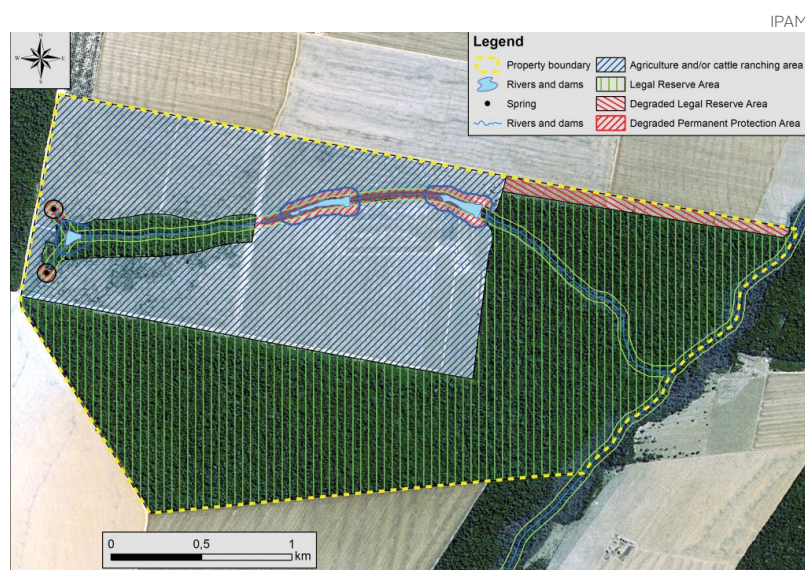 IPAM
N
W E
S
Legend
Property boundary
Rivers and dams
Spring
Rivers and dams
Agriculture and/or cattle ranching area
Legal Reserve Area
Degraded Legal Reserve Area
Degraded Permanent Protection Area
0 0,5 1
km